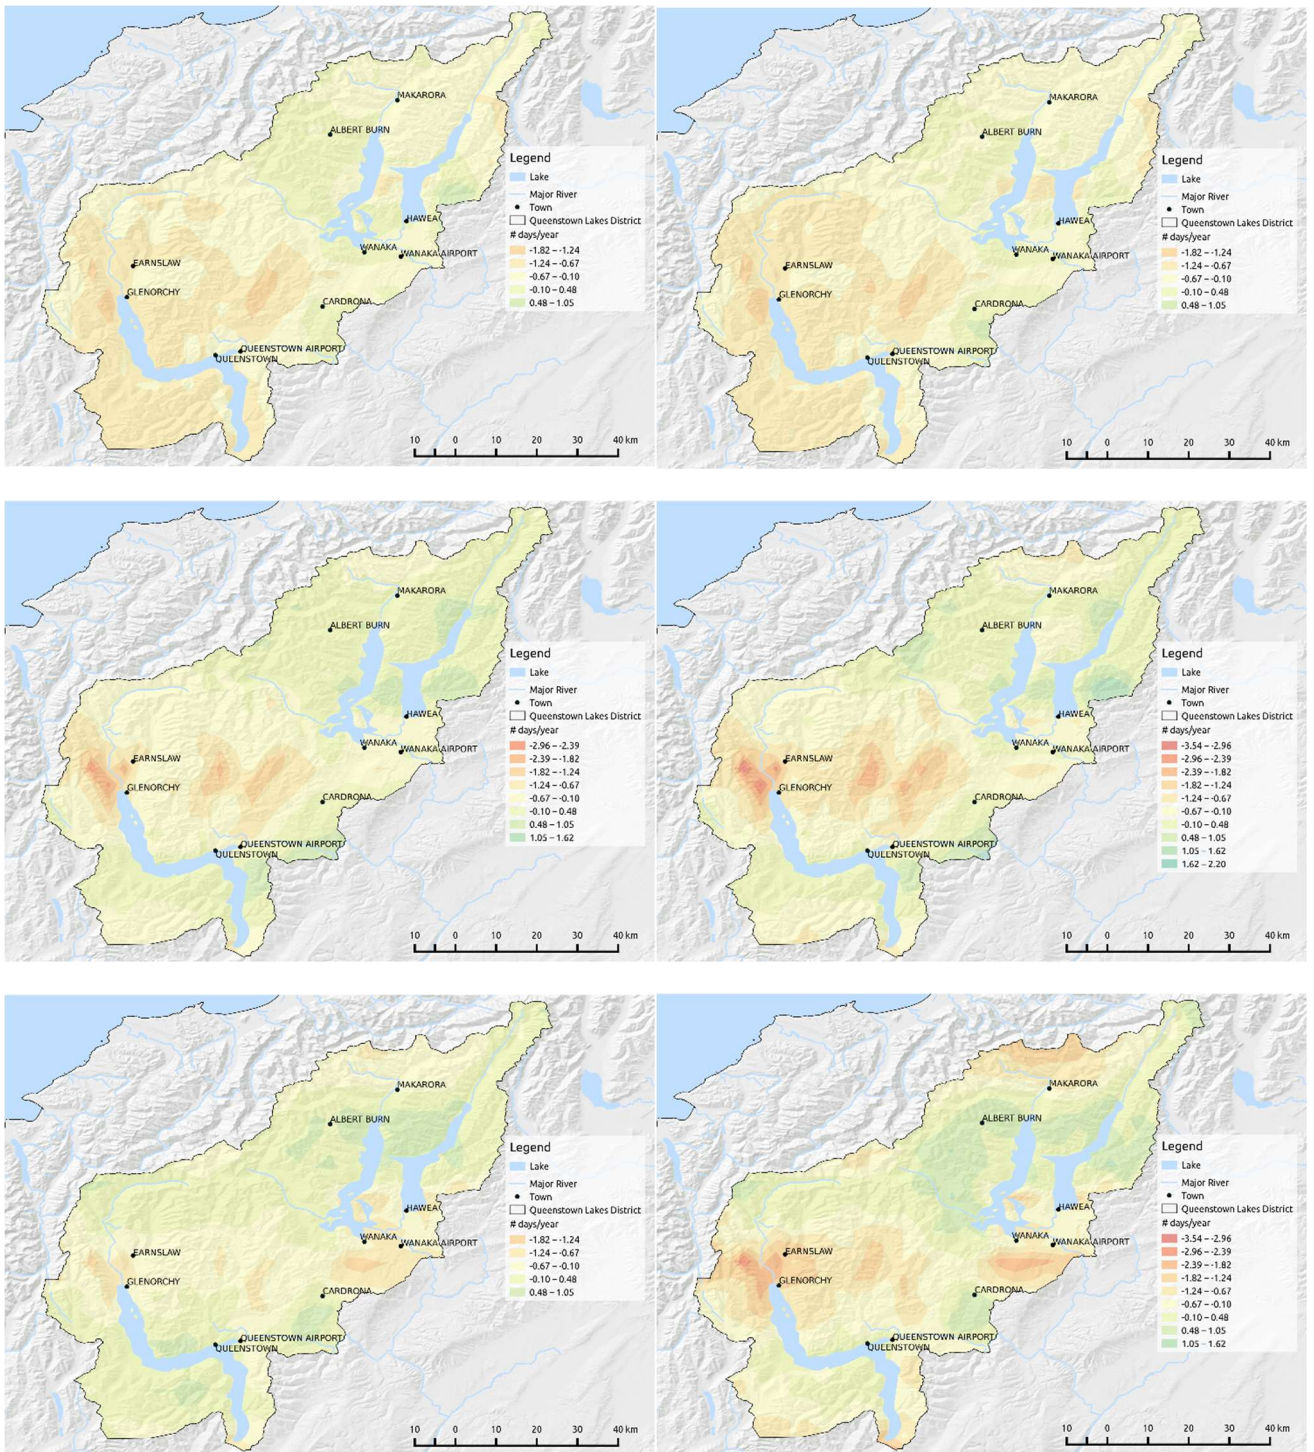 MAKARORA
ALBERT BURN
HAWEA
WANAKA
WANAKA AIRPORT
EARNSLAW
GLENORCHY
CARDRONA
QUEENSTOWN AIRPORT
QUEENSTOWN
Legend
Lake
Major River
Town
Queenstown Lakes District
# days/year
-1.82 – -1.24
-1.24 – -0.67
-0.67 – -0.10
-0.10 – 0.48
0.48 – 1.05
10 0 10 20 30 40 km
MAKARORA
ALBERT BURN
HAWEA
WANAKA
WANAKA AIRPORT
EARNSLAW
GLENORCHY
CARDRONA
QUEENSTOWN AIRPORT
QUEENSTOWN
Legend
Lake
Major River
Town
Queenstown Lakes District
# days/year
-1.82 – -1.24
-1.24 – -0.67
-0.67 – -0.10
-0.10 – 0.48
0.48 – 1.05
10 0 10 20 30 40 km
MAKARORA
ALBERT BURN
HAWEA
WANAKA
WANAKA AIRPORT
EARNSLAW
GLENORCHY
CARDRONA
QUEENSTOWN AIRPORT
QUEENSTOWN
Legend
Lake
Major River
Town
Queenstown Lakes District
# days/year
-2.96 – -2.39
-2.39 – -1.82
-1.82 – -1.24
-1.24 – -0.67
-0.67 – -0.10
-0.10 – 0.48
0.48 – 1.05
1.05 – 1.62
10 0 10 20 30 40 km
MAKARORA
ALBERT BURN
HAWEA
WANAKA
WANAKA AIRPORT
EARNSLAW
GLENORCHY
CARDRONA
QUEENSTOWN AIRPORT
QUEENSTOWN
Legend
Lake
Major River
Town
Queenstown Lakes District
# days/year
-3.54 – -2.96
-2.96 – -2.39
-2.39 – -1.82
-1.82 – -1.24
-1.24 – -0.67
-0.67 – -0.10
-0.10 – 0.48
0.48 – 1.05
1.05 – 1.62
1.62 – 2.20
10 0 10 20 30 40 km
MAKARORA
ALBERT BURN
HAWEA
WANAKA
WANAKA AIRPORT
EARNSLAW
GLENORCHY
CARDRONA
QUEENSTOWN AIRPORT
QUEENSTOWN
Legend
Lake
Major River
Town
Queenstown Lakes District
# days/year
-1.82 – -1.24
-1.24 – -0.67
-0.67 – -0.10
-0.10 – 0.48
0.48 – 1.05
10 0 10 20 30 40 km
MAKARORA
ALBERT BURN
HAWEA
WANAKA
WANAKA AIRPORT
EARNSLAW
GLENORCHY
CARDRONA
QUEENSTOWN AIRPORT
QUEENSTOWN
Legend
Lake
Major River
Town
Queenstown Lakes District
# days/year
-3.54 – -2.96
-2.96 – -2.39
-2.39 – -1.82
-1.82 – -1.24
-1.24 – -0.67
-0.67 – -0.10
-0.10 – 0.48
0.48 – 1.05
1.05 – 1.62
10 0 10 20 30 40 km